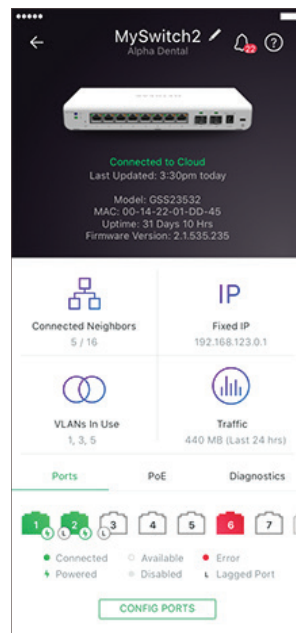 MySwitch2
Alpha Dental
22
?
Connected to Cloud
Last Updated: 3:30pm today
Model: GSS23532
MAC: 00-14-22-01-DD-45
Uptime: 31 Days 10 Hrs
Firmware Version: 2.1.535.235
IP
Connected Neighbors
Fixed IP
5 / 16
192.168.123.0.1
VLANs In Use
Traffic
1, 3, 5
440 MB (Last 24 hrs)
Ports PoE Diagnostics
1 2 3 4 5 6 7
L L
Connected Available Error
Powered Disabled L Lagged Port
CONFIG PORTS